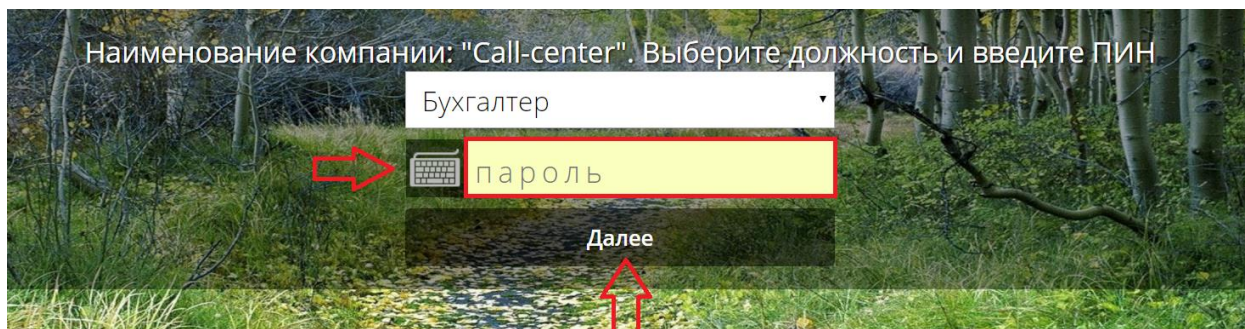 Наименование компании: "Call-center". Выберите должность и введите ПИН
Бухгалтер
пароль
Далее